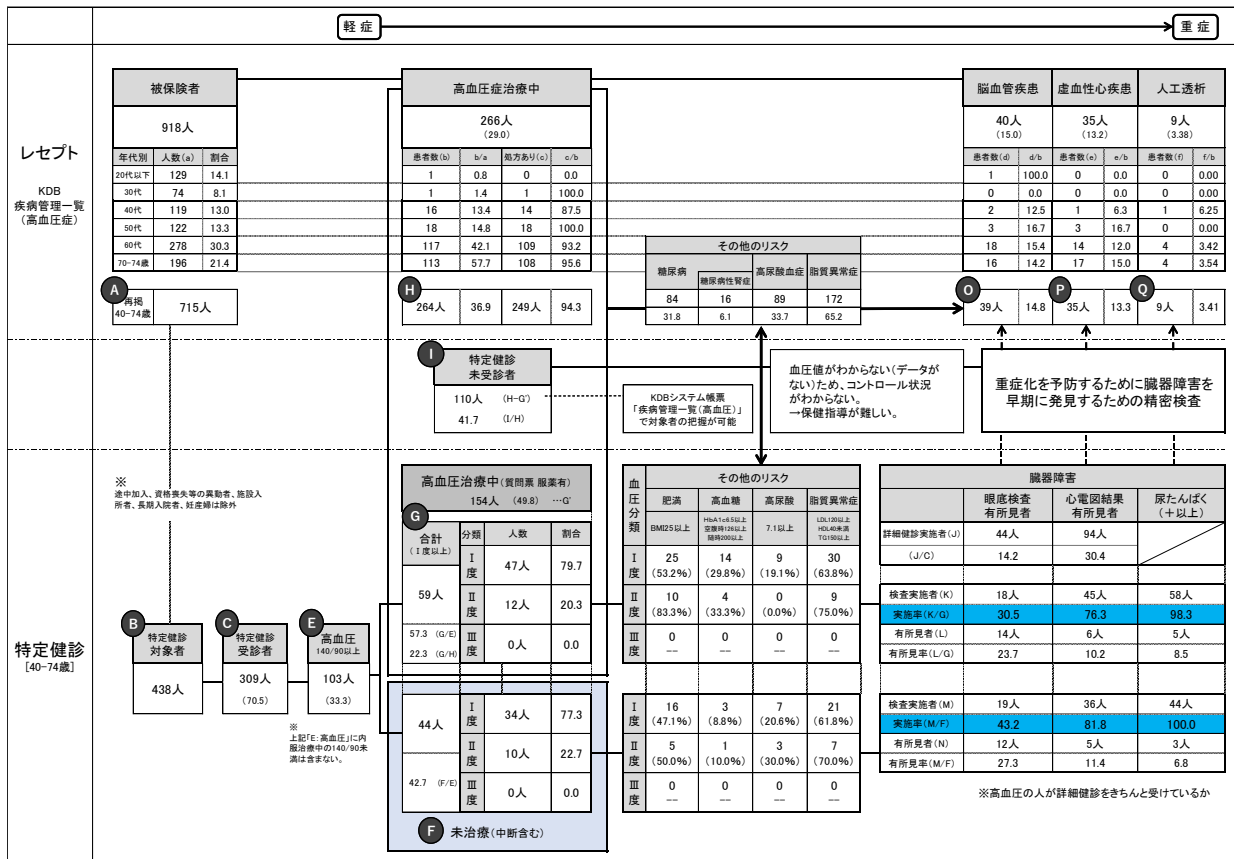 軽症
重症
レセプト
KDB
疾病管理一覧
（高血圧症）
被保険者
918人
年代別 人数(a) 割合
20代以下 129 14.1
30代 74 8.1
40代 119 13.0
50代 122 13.3
60代 278 30.3
70-74歳 196 21.4
A
再掲
40-74歳
715人
高血圧症治療中
266人
(29.0)
患者数(b) b/a 処方あり(c) c/b
1 0.8 0 0.0
1 1.4 1 100.0
16 13.4 14 87.5
18 14.8 18 100.0
117 42.1 109 93.2
113 57.7 108 95.6
H
264人 36.9 249人 94.3
その他のリスク
糖尿病 糖尿病性腎症 高尿酸血症 脂質異常症
84 16 89 172
31.8 6.1 33.7 65.2
脳血管疾患 虚血性心疾患 人工透析
40人 35人 9人
(15.0) (13.2) (3.38)
患者数(d) d/b 患者数(e) e/b 患者数(f) f/b
1 100.0 0 0.0 0 0.00
0 0.0 0 0.0 0 0.00
2 12.5 1 6.3 1 6.25
3 16.7 3 16.7 0 0.00
18 15.4 14 12.0 4 3.42
16 14.2 17 15.0 4 3.54
O P Q
39人 14.8 35人 13.3 9人 3.41
I
特定健診
未受診者
110人 (H-G')
41.7 (I/H)
KDBシステム帳票
「疾病管理一覧(高血圧)」
で対象者の把握が可能
血圧値がわからない(データが
ない)ため、コントロール状況
がわからない。
→保健指導が難しい。
重症化を予防するために臓器障害を
早期に発見するための精密検査
特定健診
[40-74歳]
※
途中加入、資格喪失等の異動者、施設入
所者、長期入院者、妊産婦は除外
B
特定健診
対象者
438人
C
特定健診
受診者
309人
(70.5)
E
高血圧
140/90以上
103人
(33.3)
※
上記「E:高血圧」に内
服治療中の140/90未
満は含まない。
高血圧治療中(質問票 服薬有)
154人 (49.8) …G'
G
合計
(Ⅰ度以上)
分類 人数 割合
59人
57.3 (G/E)
22.3 (G/H)
Ⅰ度 47人 79.7
Ⅱ度 12人 20.3
Ⅲ度 0人 0.0
44人
42.7 (F/E)
Ⅰ度 34人 77.3
Ⅱ度 10人 22.7
Ⅲ度 0人 0.0
F 未治療(中断含む)
血圧分類
その他のリスク
肥満 高血糖 高尿酸 脂質異常症
BMI25以上
HbA1c6.5以上
空腹時126以上
随時200以上
7.1以上
LDL120以上
HDL40未満
TG150以上
Ⅰ度 25 14 9 30
(53.2%) (29.8%) (19.1%) (63.8%)
Ⅱ度 10 4 0 9
(83.3%) (33.3%) (0.0%) (75.0%)
Ⅲ度 0 0 0 0
-- -- -- --
Ⅰ度 16 3 7 21
(47.1%) (8.8%) (20.6%) (61.8%)
Ⅱ度 5 1 3 7
(50.0%) (10.0%) (30.0%) (70.0%)
Ⅲ度 0 0 0 0
-- -- -- --
臓器障害
眼底検査
有所見者
心電図結果
有所見者
尿たんぱく
(＋以上)
詳細健診実施者(J) 44人 94人
(J/C) 14.2 30.4
検査実施者(K) 18人 45人 58人
実施率(K/G) 30.5 76.3 98.3
有所見者(L) 14人 6人 5人
有所見率(L/G) 23.7 10.2 8.5
検査実施者(M) 19人 36人 44人
実施率(M/F) 43.2 81.8 100.0
有所見者(N) 12人 5人 3人
有所見率(M/F) 27.3 11.4 6.8
※高血圧の人が詳細健診をきちんと受けているか